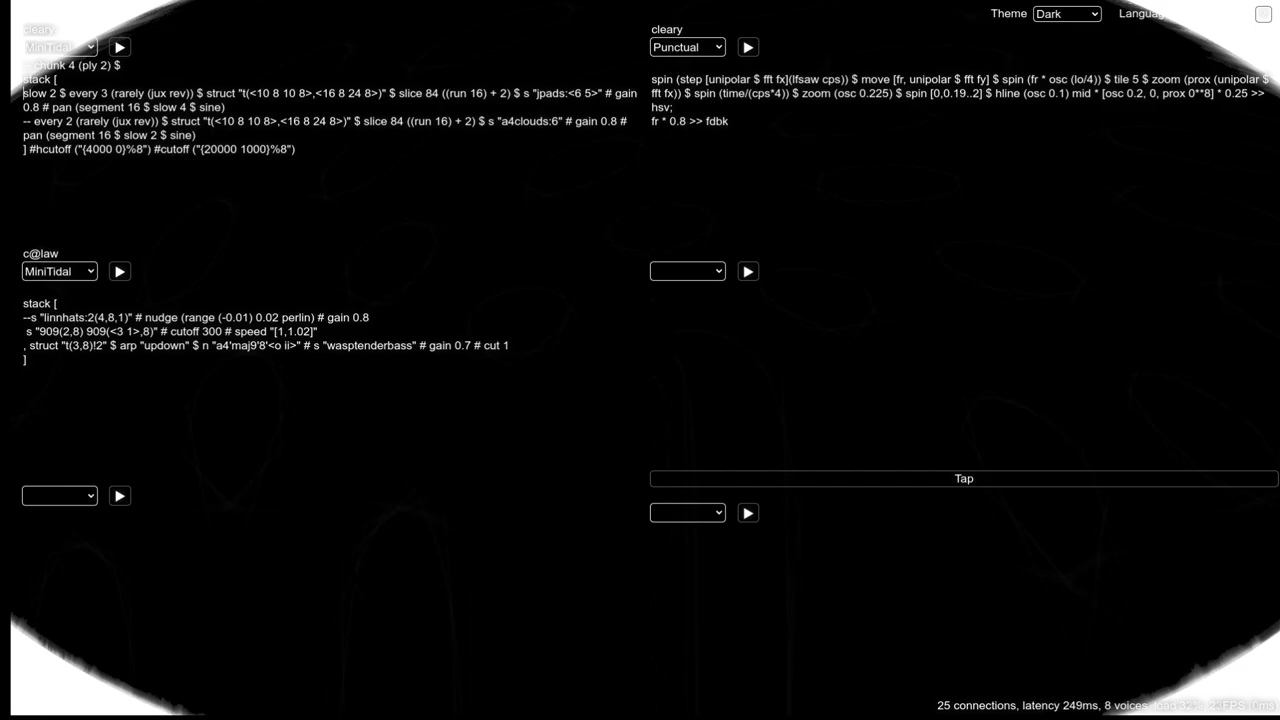 Theme Dark Language
cleary
MiniTidal
-- chunk 4 (ply 2) $
stack [
slow 2 $ every 3 (rarely (jux rev)) $ struct "t(<10 8 10 8>,<16 8 24 8>)" $ slice 84 ((run 16) + 2) $ s "jpads:<6 5>" # gain
0.8 # pan (segment 16 $ slow 4 $ sine)
-- every 2 (rarely (jux rev)) $ struct "t(<10 8 10 8>,<16 8 24 8>)" $ slice 84 ((run 16) + 2) $ s "a4clouds:6" # gain 0.8 #
pan (segment 16 $ slow 2 $ sine)
] #hcutoff ("{4000 0}%8") #cutoff ("{20000 1000}%8")
cleary
Punctual
spin (step [unipolar $ fft fx](lfsaw cps)) $ move [fr, unipolar $ fft fy] $ spin (fr * osc (lo/4)) $ tile 5 $ zoom (prox (unipolar $
fft fx)) $ spin (time/(cps*4)) $ zoom (osc 0.225) $ spin [0,0.19..2] $ hline (osc 0.1) mid * [osc 0.2, 0, prox 0**8] * 0.25 >>
hsv;
fr * 0.8 >> fdbk
c@law
MiniTidal
stack [
--s "linnhats:2(4,8,1)" # nudge (range (-0.01) 0.02 perlin) # gain 0.8
s "909(2,8) 909(<3 1>,8)" # cutoff 300 # speed "[1,1.02]"
, struct "t(3,8)!2" $ arp "updown" $ n "a4'maj9'8'<o ii>" # s "wasptenderbass" # gain 0.7 # cut 1
]
Tap
25 connections, latency 249ms, 8 voices, load 32%